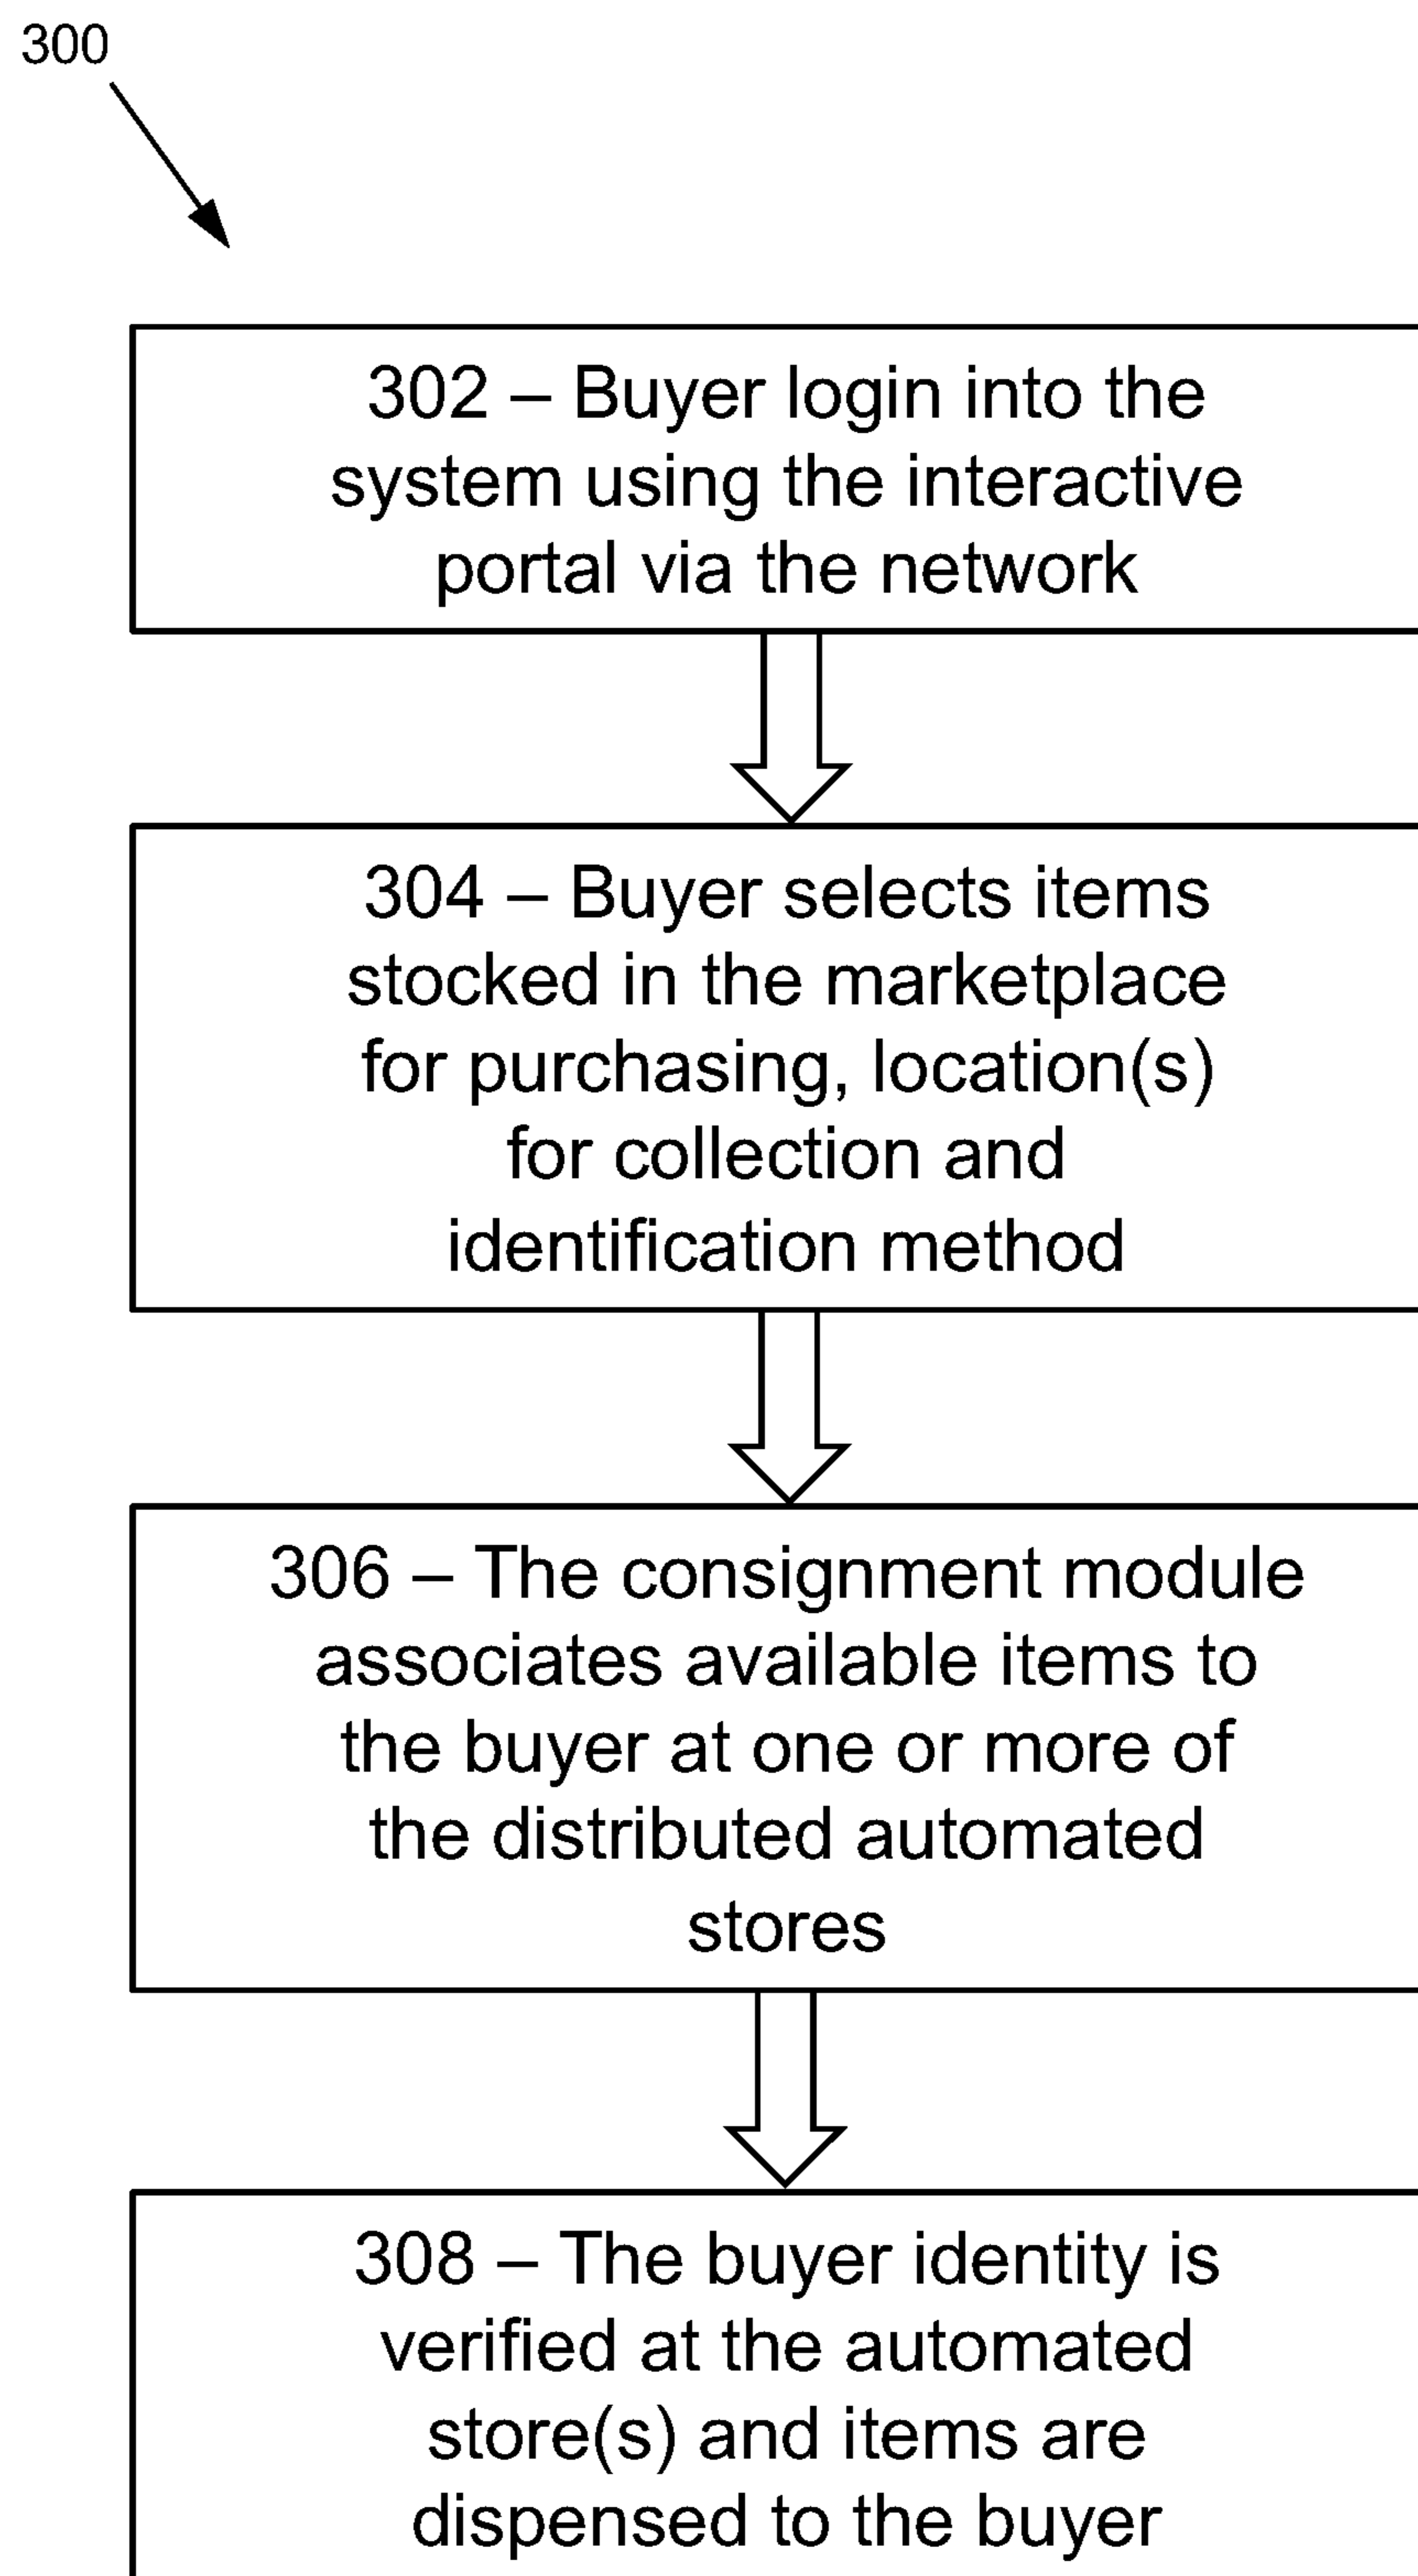 300
302 – Buyer login into the
system using the interactive
portal via the network
304 – Buyer selects items
stocked in the marketplace
for purchasing, location(s)
for collection and
identification method
306 – The consignment module
associates available items to
the buyer at one or more of
the distributed automated
stores
308 – The buyer identity is
verified at the automated
store(s) and items are
dispensed to the buyer